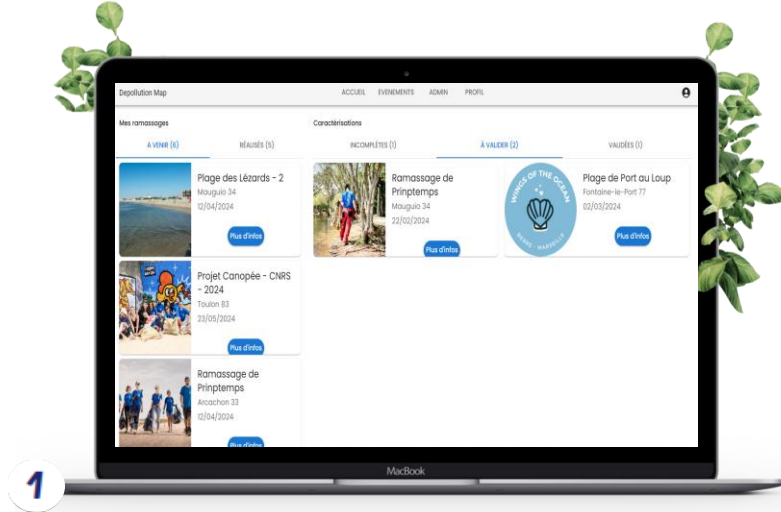 Depollution Map
ACCUEIL EVENEMENTS ADMIN PROFIL
Mes ramassages
A VENIR (6) RÉALISÉS (5)
Plage des Lézards - 2
Mauguio 34
12/04/2024
Plus d'infos
Projet Canopée - CNRS
- 2024
Toulon 83
23/05/2024
Plus d'infos
Ramassage de
Prinptemps
Arcachon 33
12/04/2024
Plus d'infos
Caractérisations
INCOMPLÈTES (1) À VALIDER (2) VALIDÉES (1)
Ramassage de
Prinptemps
Mauguio 34
22/02/2024
Plus d'infos
WINGS OF THE OCEAN
Plage de Port au Loup
Fontaine-le-Port 77
02/03/2024
Plus d'infos
MacBook
1